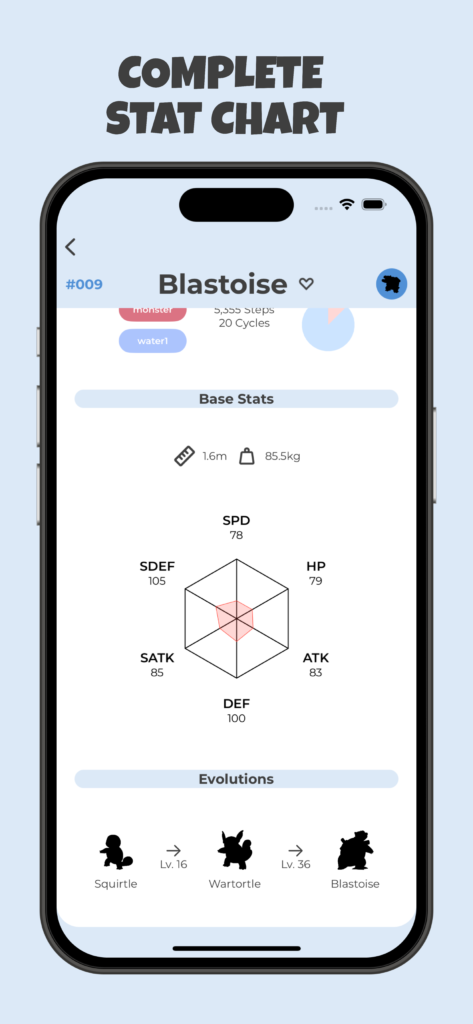 COMPLETE
STAT CHART
#009
Blastoise
monster
5,355 Steps
20 Cycles
water1
Base Stats
1.6m
85.5kg
SPD
78
SDEF
105
HP
79
SATK
85
ATK
83
DEF
100
Evolutions
Lv. 16
Lv. 36
Squirtle
Wartortle
Blastoise